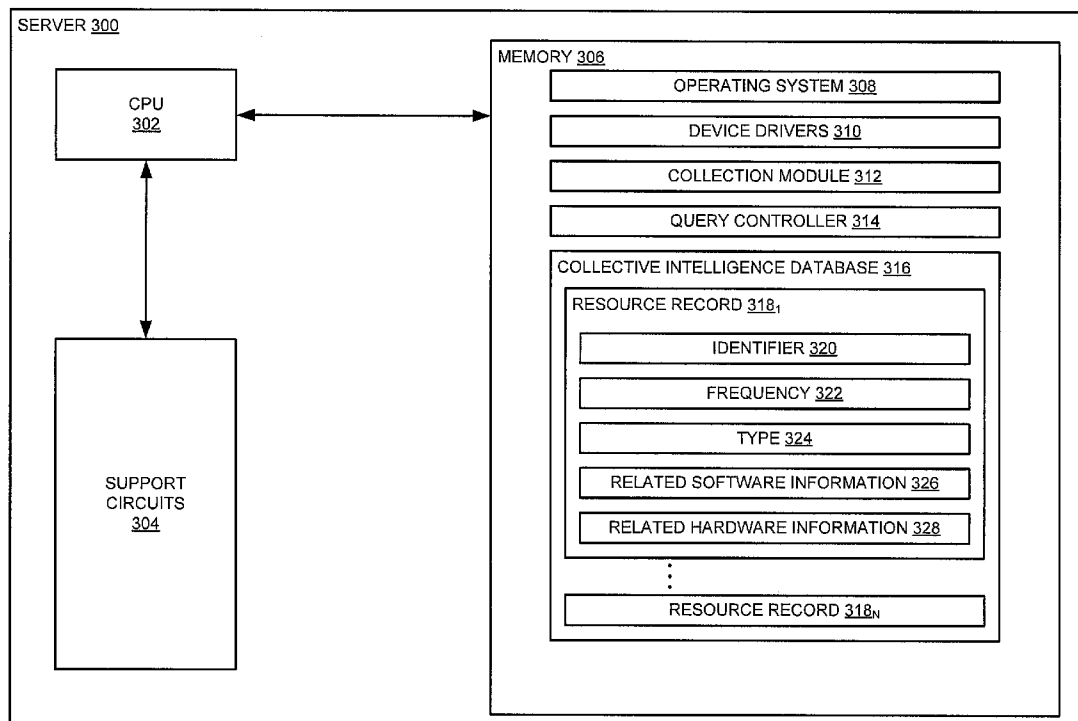 SERVER 300
CPU
302
SUPPORT
CIRCUITS
304
MEMORY 306
OPERATING SYSTEM 308
DEVICE DRIVERS 310
COLLECTION MODULE 312
QUERY CONTROLLER 314
COLLECTIVE INTELLIGENCE DATABASE 316
RESOURCE RECORD 318₁
IDENTIFIER 320
FREQUENCY 322
TYPE 324
RELATED SOFTWARE INFORMATION 326
RELATED HARDWARE INFORMATION 328
RESOURCE RECORD 318ₙ